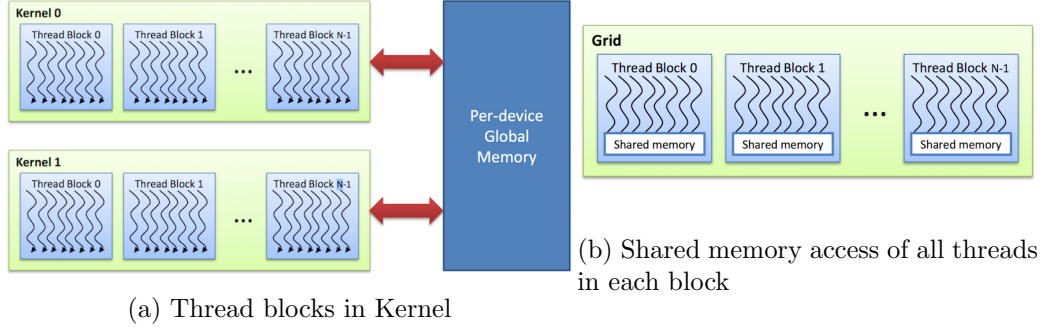 Kernel 0
Thread Block 0
Thread Block 1
...
Thread Block N-1
Kernel 1
Thread Block 0
Thread Block 1
...
Thread Block N-1
Per-device
Global
Memory
(a) Thread blocks in Kernel
Grid
Thread Block 0
Shared memory
Thread Block 1
Shared memory
...
Thread Block N-1
Shared memory
(b) Shared memory access of all threads
in each block